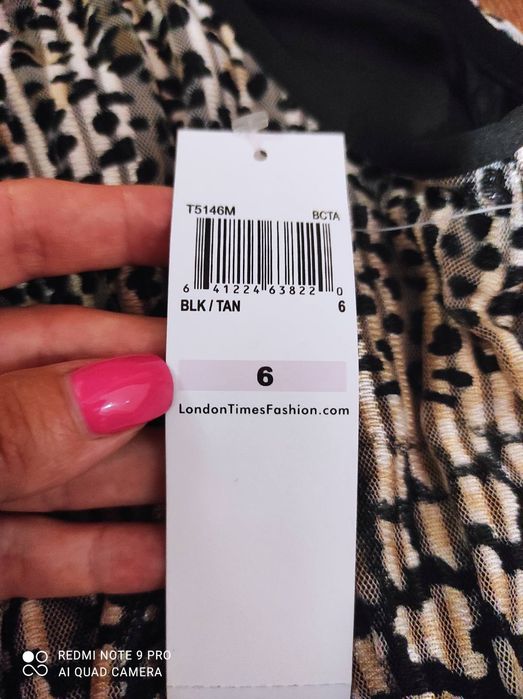 T5146M BCTA
6 41224 63822 0
BLK / TAN 6
6
LondonTimesFashion.com
REDMI NOTE 9 PRO
AI QUAD CAMERA